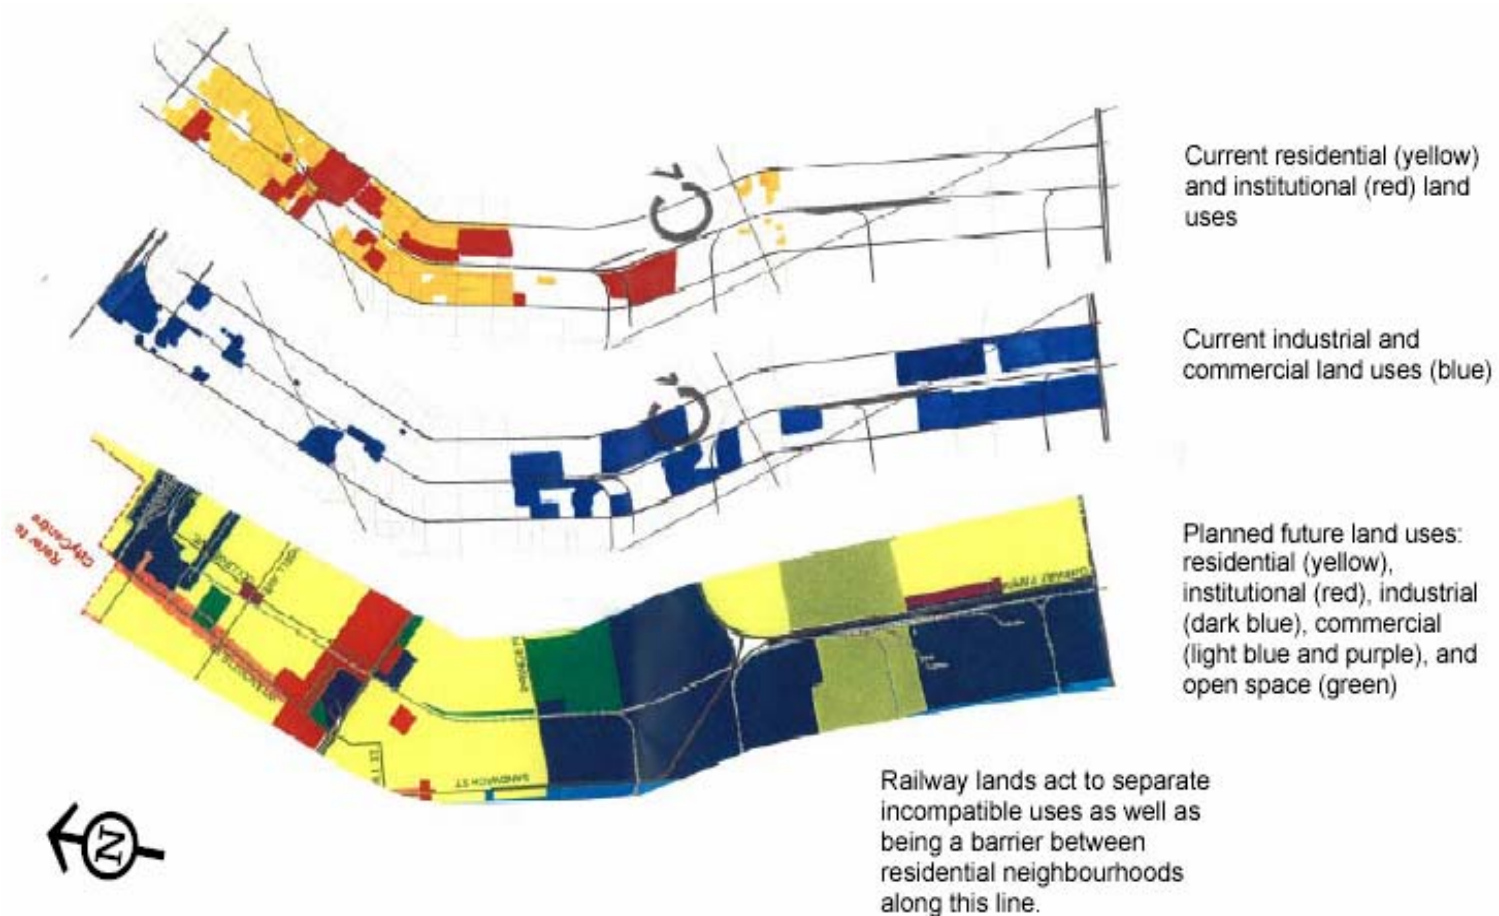 Current residential (yellow)
and institutional (red) land
uses
Current industrial and
commercial land uses (blue)
Refer to
City Centre
Planned future land uses:
residential (yellow),
institutional (red), industrial
(dark blue), commercial
(light blue and purple), and
open space (green)
SANDWICH ST
Railway lands act to separate
incompatible uses as well as
being a barrier between
residential neighbourhoods
along this line.
N